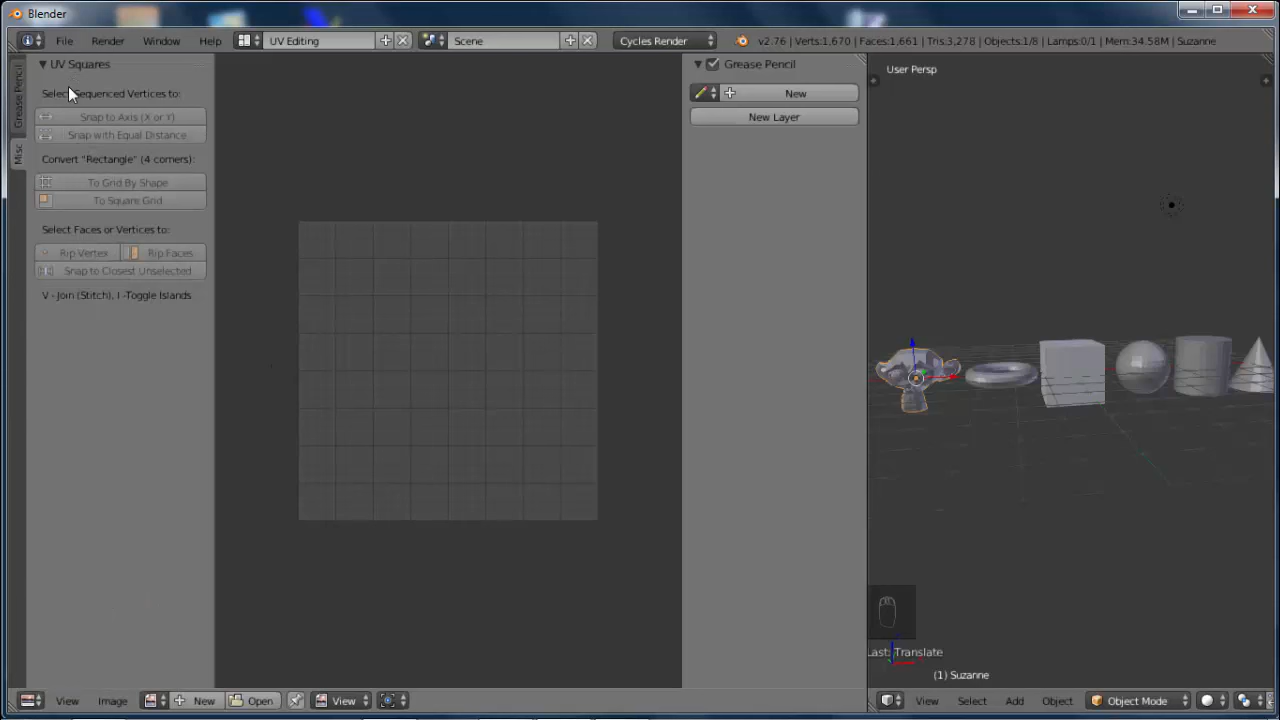 Blender
File Render Window Help UV Editing Scene Cycles Render v2.76 | Verts:1,670 | Faces:1,661 | Tris:3,278 | Objects:1/8 | Lamps:0/1 | Mem:34.58M | Suzanne
UV Squares
Select Sequenced Vertices to:
Snap to Axis (X or Y)
Snap with Equal Distance
Convert "Rectangle" (4 corners):
To Grid By Shape
To Square Grid
Select Faces or Vertices to:
Rip Vertex Rip Faces
Snap to Closest Unselected
V - Join (Stitch), I -Toggle Islands
Grease Pencil
Misc
Grease Pencil
New
New Layer
User Persp
Last: Translate
(1) Suzanne
View Image New Open View
View Select Add Object Object Mode